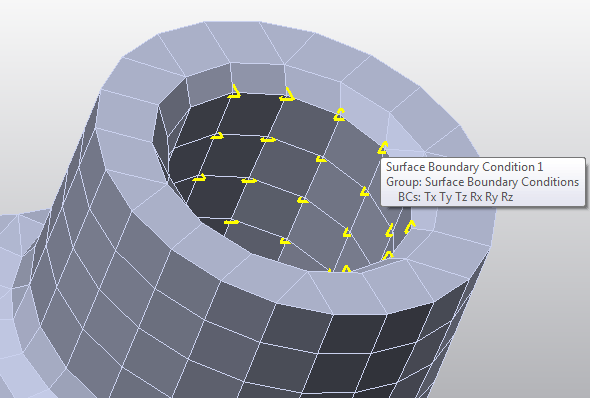 Surface Boundary Condition 1
Group: Surface Boundary Conditions
BCs: Tx Ty Tz Rx Ry Rz